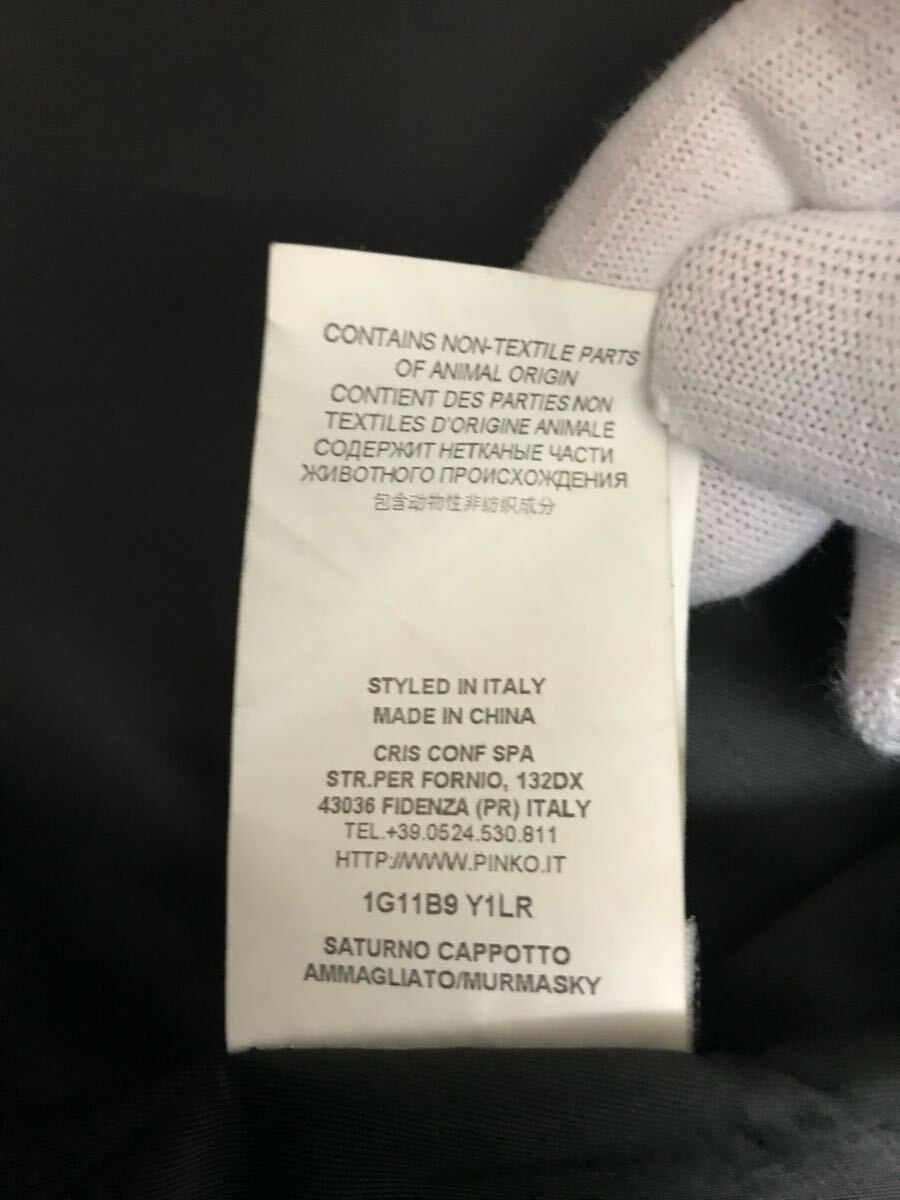 CONTAINS NON-TEXTILE PARTS
OF ANIMAL ORIGIN
CONTIENT DES PARTIES NON
TEXTILES D'ORIGINE ANIMALE
СОДЕРЖИТ НЕТКАНЫЕ ЧАСТИ
ЖИВОТНОГО ПРОИСХОЖДЕНИЯ
包含动物性非纺织成分
STYLED IN ITALY
MADE IN CHINA
CRIS CONF SPA
STR.PER FORNIO, 132DX
43036 FIDENZA (PR) ITALY
TEL.+39.0524.530.811
HTTP://WWW.PINKO.IT
1G11B9 Y1LR
SATURNO CAPPOTTO
AMMAGLIATO/MURMASKY